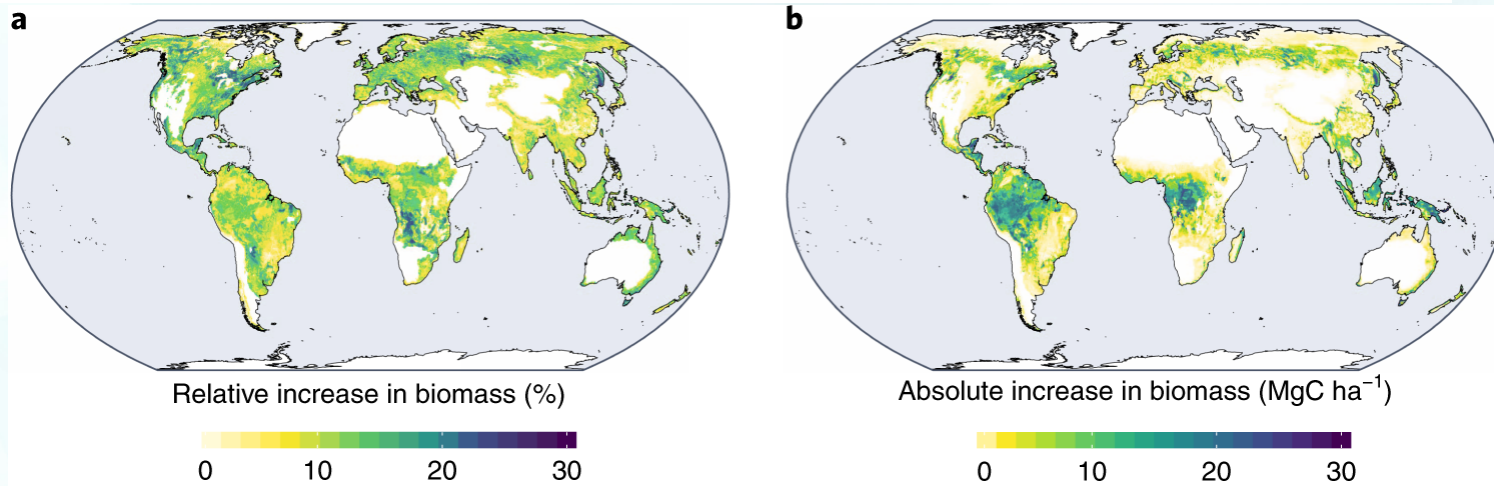 a
b
Relative increase in biomass (%)
0 10 20 30
Absolute increase in biomass (MgC ha⁻¹)
0 10 20 30